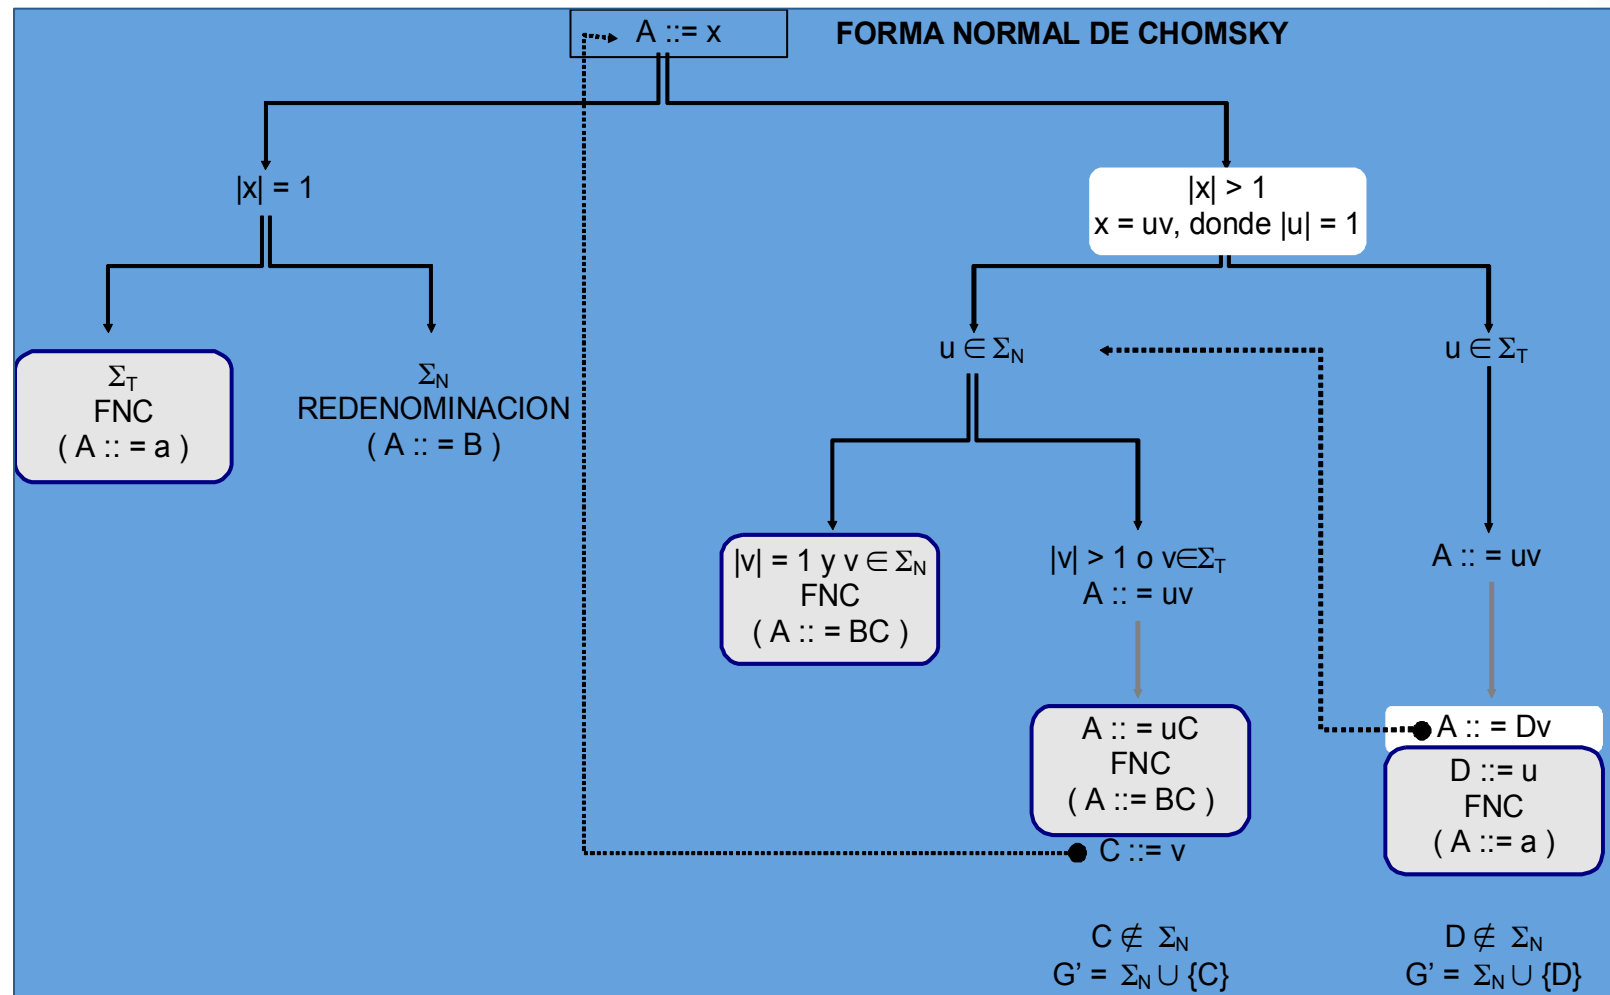 A ::= x
FORMA NORMAL DE CHOMSKY
|x| = 1
|x| > 1
x = uv, donde |u| = 1
Σ_T
FNC
( A :: = a )
Σ_N
REDENOMINACION
( A :: = B )
u ∈ Σ_N
u ∈ Σ_T
|v| = 1 y v ∈ Σ_N
FNC
( A :: = BC )
|v| > 1 o v∈Σ_T
A :: = uv
A :: = uv
A :: = uC
FNC
( A ::= BC )
C ::= v
A :: = Dv
D ::= u
FNC
( A ::= a )
C ∉ Σ_N
G’ = Σ_N ∪ {C}
D ∉ Σ_N
G’ = Σ_N ∪ {D}